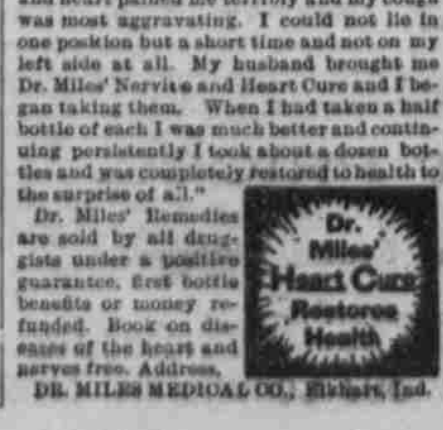 and heart pained me terribly and my cough
was most aggravating. I could not lie in
one position but a short time and not on my
left side at all. My husband brought me
Dr. Miles' Nervine and Heart Cure and I be-
gan taking them. When I had taken a half
bottle of each I was much better and contin-
uing persistently I took about a dozen bot-
tles and was completely restored to health to
the surprise of all."
Dr. Miles' Remedies
are sold by all drug-
gists under a positive
guarantee, first bottle
benefits or money re-
funded. Book on dis-
eases of the heart and
nerves free. Address,
DR. MILES MEDICAL CO., Elkhart, Ind.
Dr.
Miles'
Heart Cure
Restores
Health